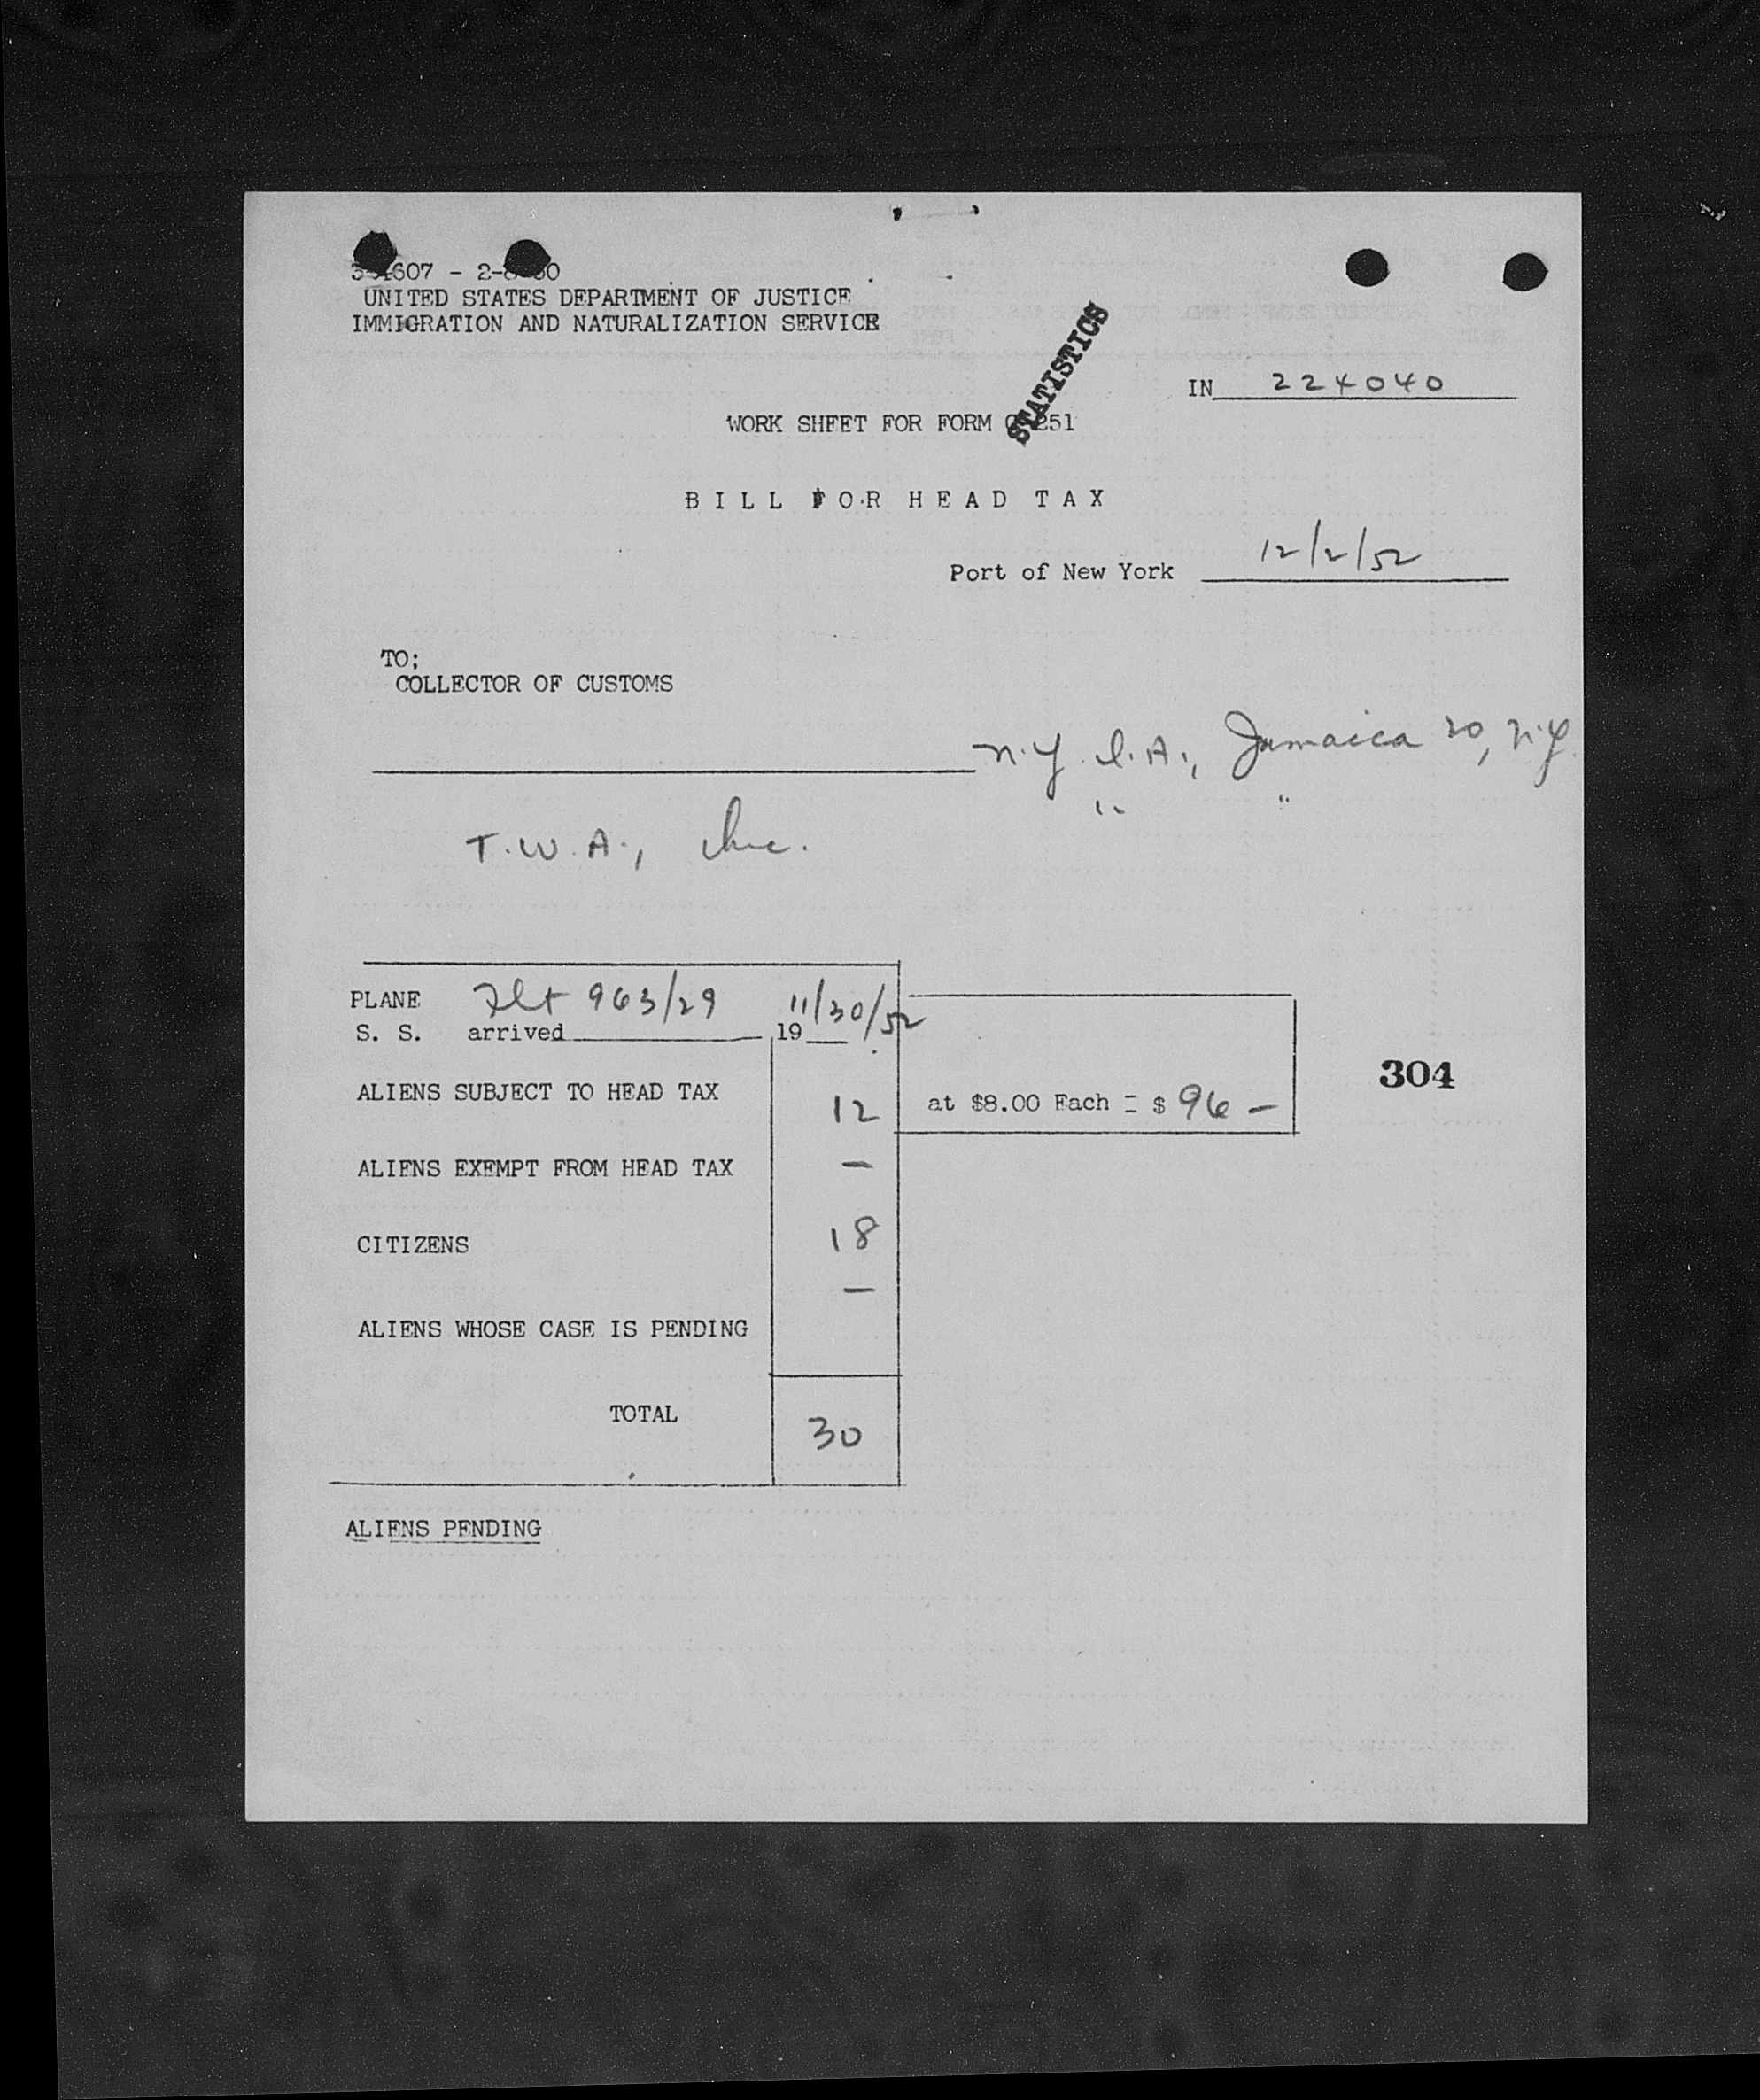 607 - 2-
UNITED STATES DEPARTMENT OF JUSTICE
IMMIGRATION AND NATURALIZATION SERVICE
STATISTICS
IN 224040
WORK SHEET FOR FORM 251
BILL FOR HEAD TAX
Port of New York 12/2/52
TO;
COLLECTOR OF CUSTOMS
N.Y. I.A., Jamaica 20, N.Y.
" "
T.W.A., Inc.
PLANE Flt 963/29 11/30/52
S. S. arrived 19
ALIENS SUBJECT TO HEAD TAX 12 at $8.00 Each = $ 96 —
304
ALIENS EXEMPT FROM HEAD TAX —
CITIZENS 18
—
ALIENS WHOSE CASE IS PENDING
TOTAL 30
ALIENS PENDING